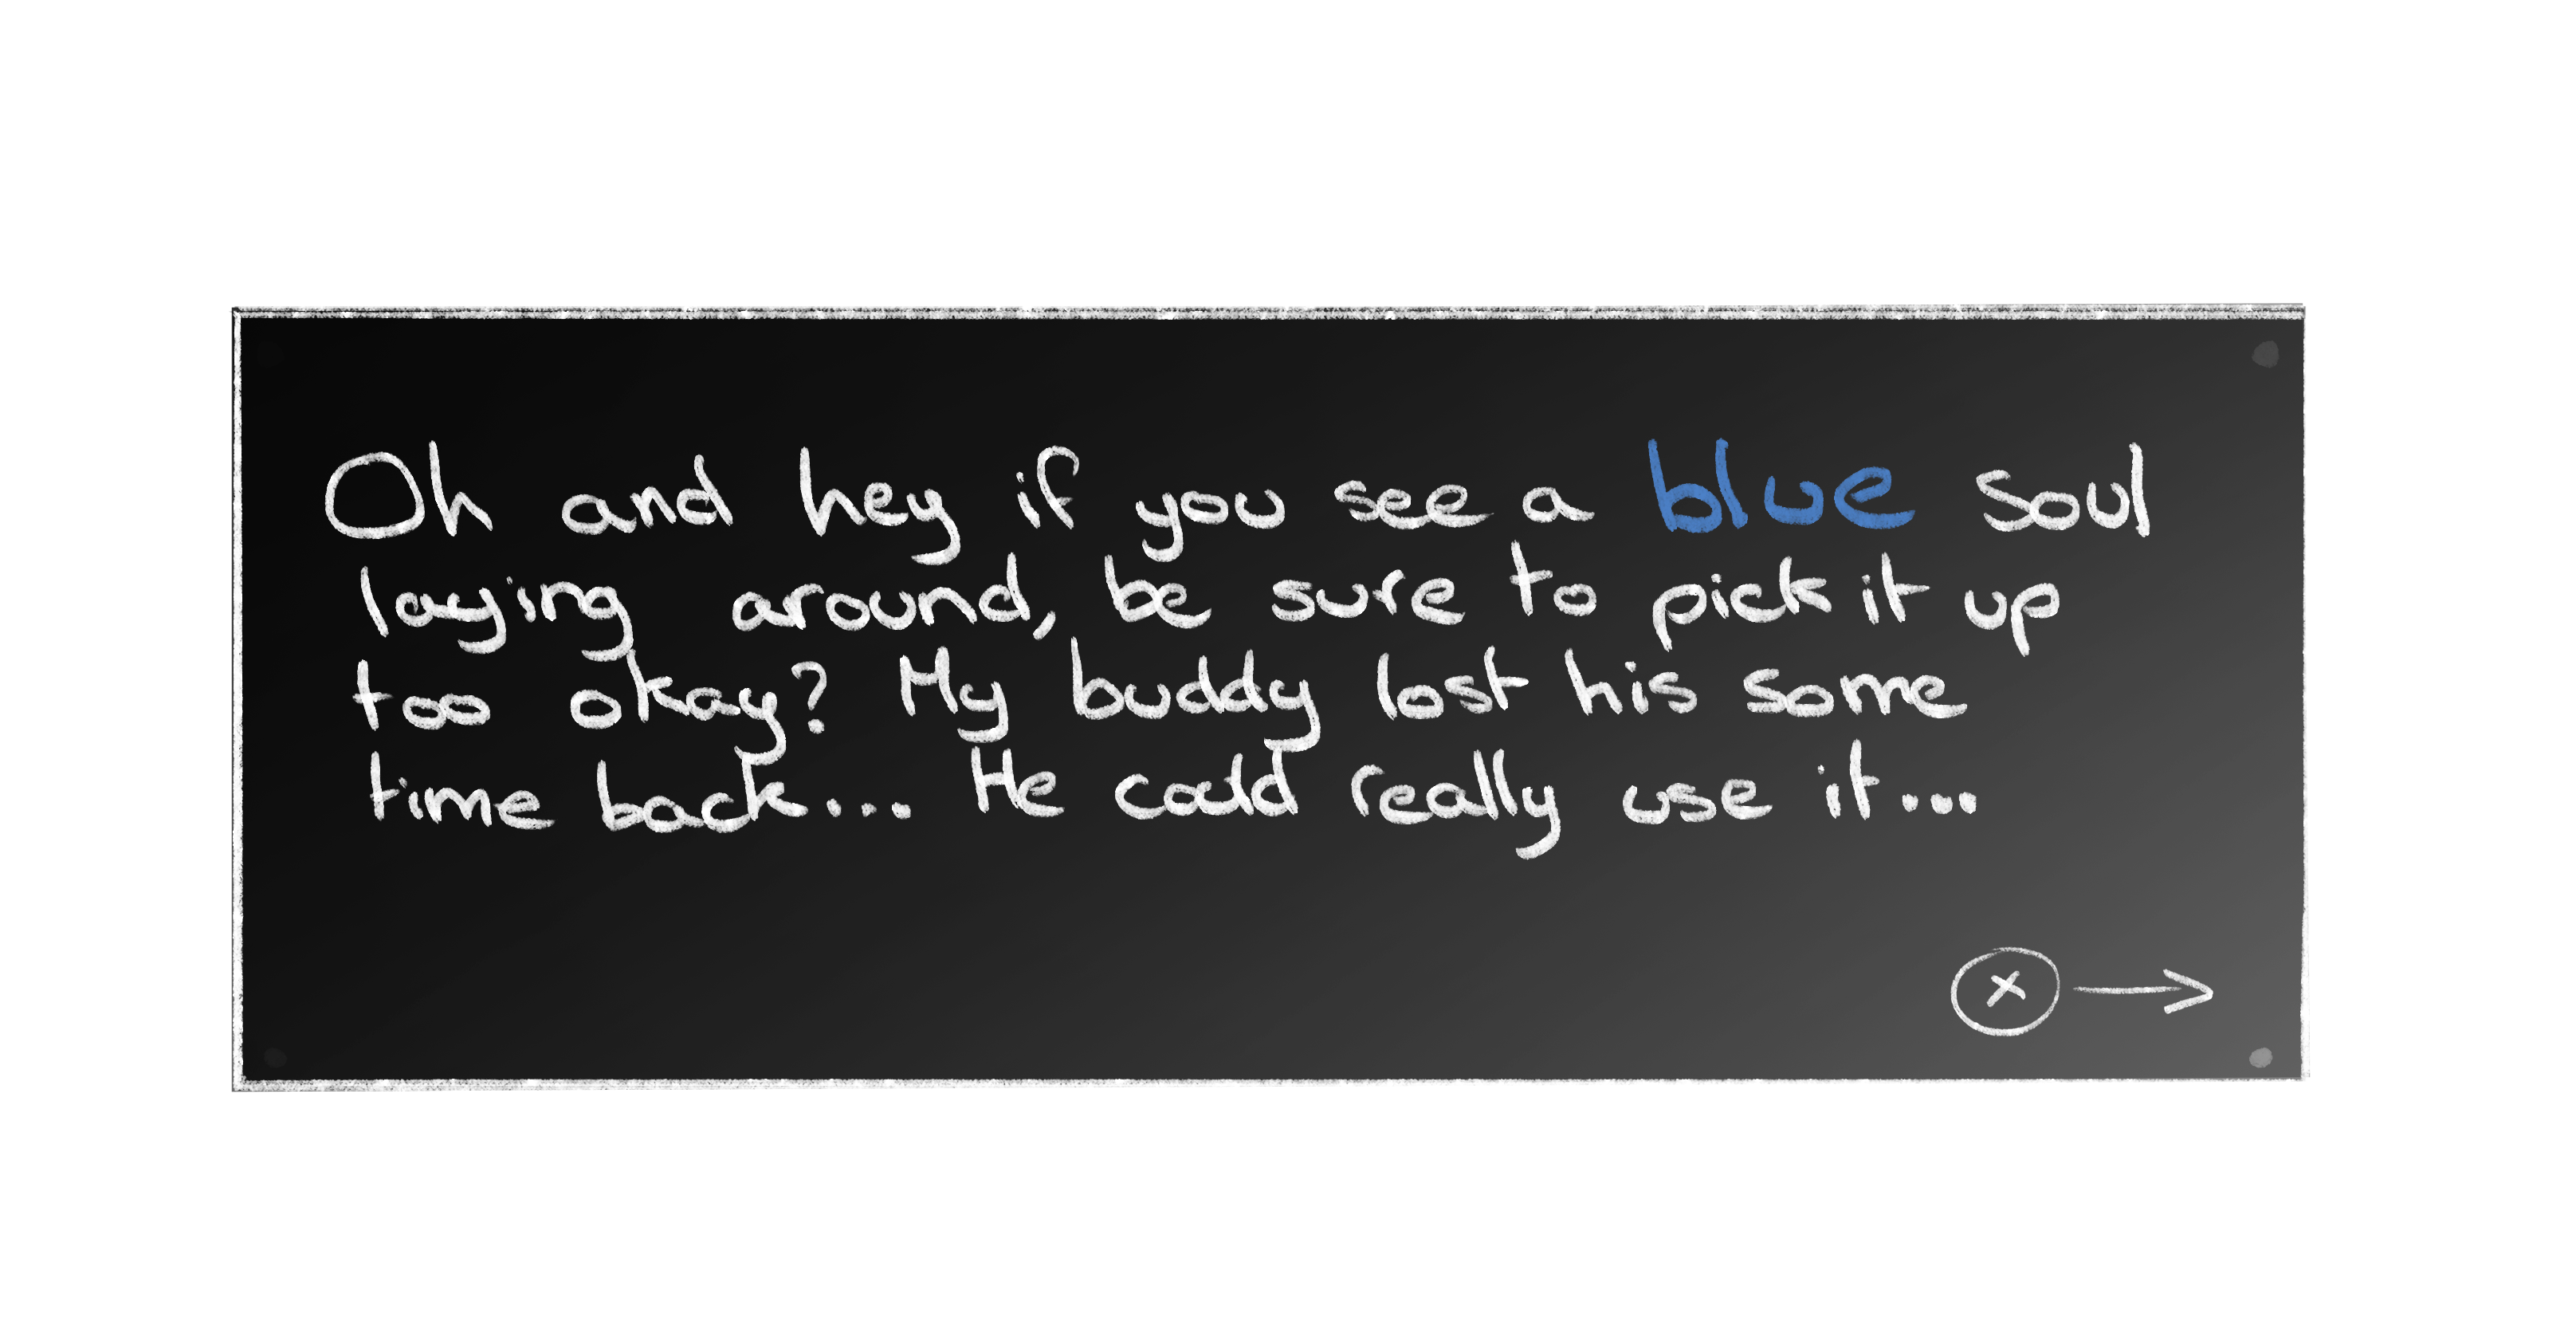 Oh and hey if you see a blue soul
laying around, be sure to pick it up
too okay? My buddy lost his some
time back... He could really use it...
x